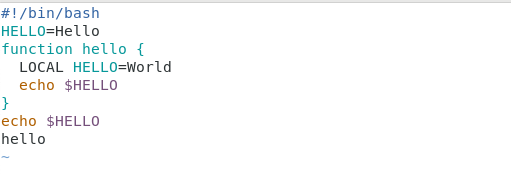 #!/bin/bash
HELLO=Hello
function hello {
  LOCAL HELLO=World
  echo $HELLO
}
echo $HELLO
hello
~